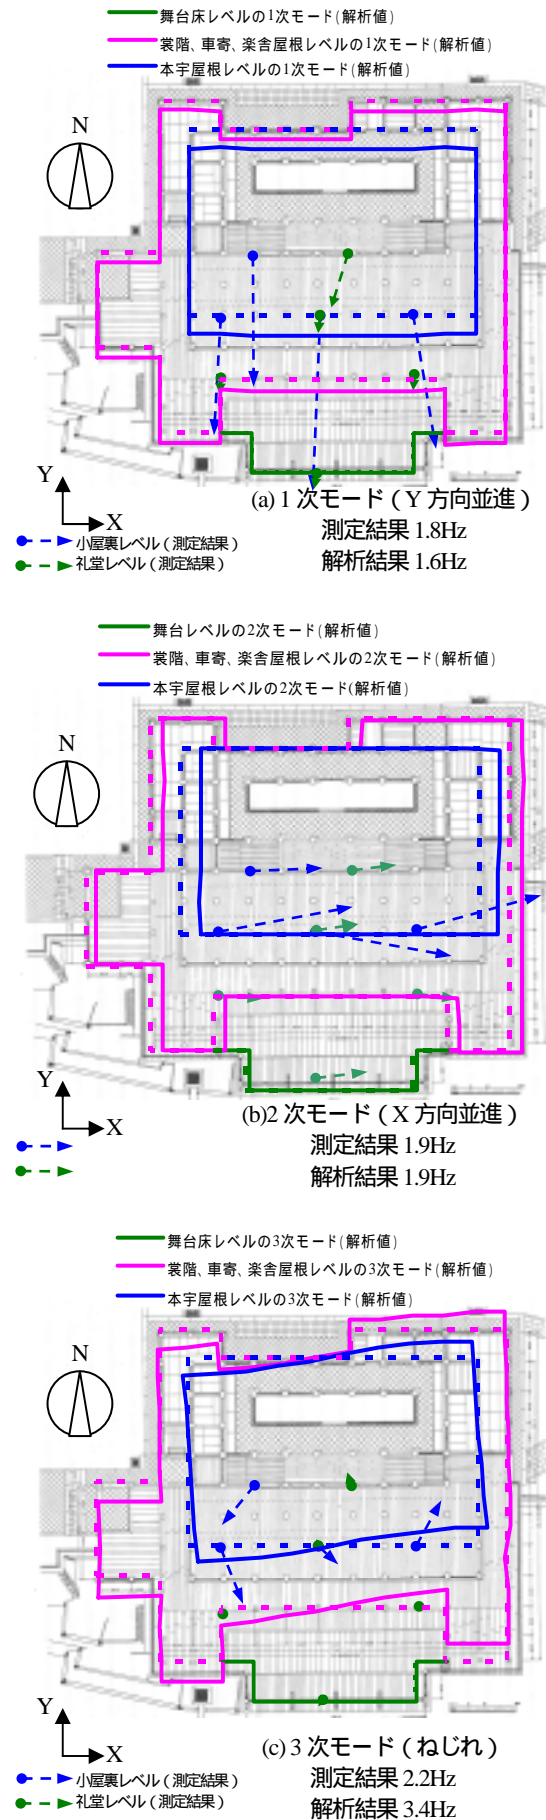 舞台床レベルの1次モード(解析値)
裳階、車寄、楽舎屋根レベルの1次モード(解析値)
本宇屋根レベルの1次モード(解析値)
N
Y
X
(a) 1 次モード（Y 方向並進）
小屋裏レベル（測定結果）
測定結果 1.8Hz
礼堂レベル（測定結果）
解析結果 1.6Hz
舞台レベルの2次モード(解析値)
裳階、車寄、楽舎屋根レベルの2次モード(解析値)
本宇屋根レベルの2次モード(解析値)
N
Y
X
(b)2 次モード（X 方向並進）
測定結果 1.9Hz
解析結果 1.9Hz
舞台床レベルの3次モード(解析値)
裳階、車寄、楽舎屋根レベルの3次モード(解析値)
本宇屋根レベルの3次モード(解析値)
N
Y
X
(c) 3 次モード（ねじれ）
小屋裏レベル（測定結果）
測定結果 2.2Hz
礼堂レベル（測定結果）
解析結果 3.4Hz